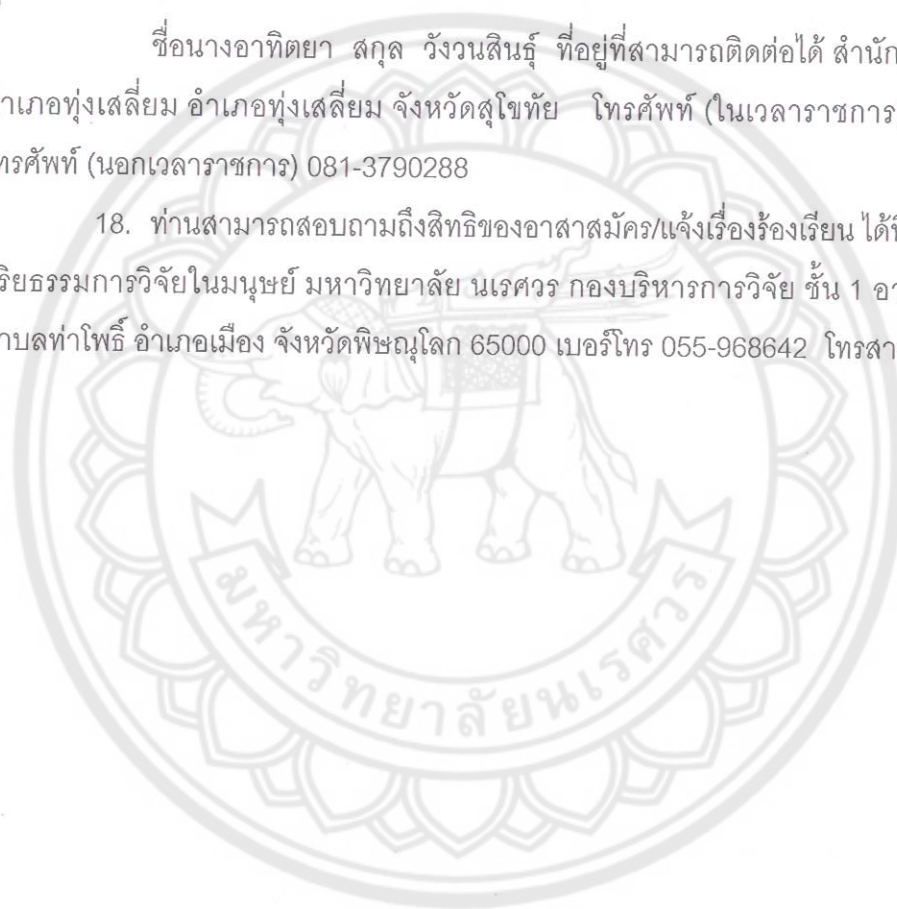 ชื่อนางอาทิตยา สกุล วังวนสินธุ์ ที่อยู่ที่สามารถติดต่อได้ สำนัก
าเภอทุ่งเสลี่ยม อำเภอทุ่งเสลี่ยม จังหวัดสุโขทัย โทรศัพท์ (ในเวลาราชการ
ทรศัพท์ (นอกเวลาราชการ) 081-3790288
18. ท่านสามารถสอบถามถึงสิทธิของอาสาสมัคร/แจ้งเรื่องร้องเรียน ได้
ริยธรรมการวิจัยในมนุษย์ มหาวิทยาลัย นเรศวร กองบริหารการวิจัย ชั้น 1 อา
าบลท่าโพธิ์ อำเภอเมือง จังหวัดพิษณุโลก 65000 เบอร์โทร 055-968642 โทรสา
มหาวิทยาลัยนเรศวร